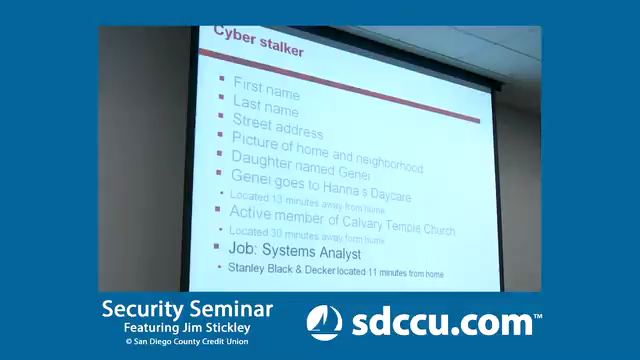 Cyber stalker
First name
Last name
Street address
Picture of home and neighborhood
Daughter named Genei
Genei goes to Hanna s Daycare
Located 13 minutes away from home
Active member of Calvary Temple Church
Located 30 minutes away form home
Job: Systems Analyst
Stanley Black & Decker located 11 minutes from home
Security Seminar
Featuring Jim Stickley
© San Diego County Credit Union
sdccu.com™